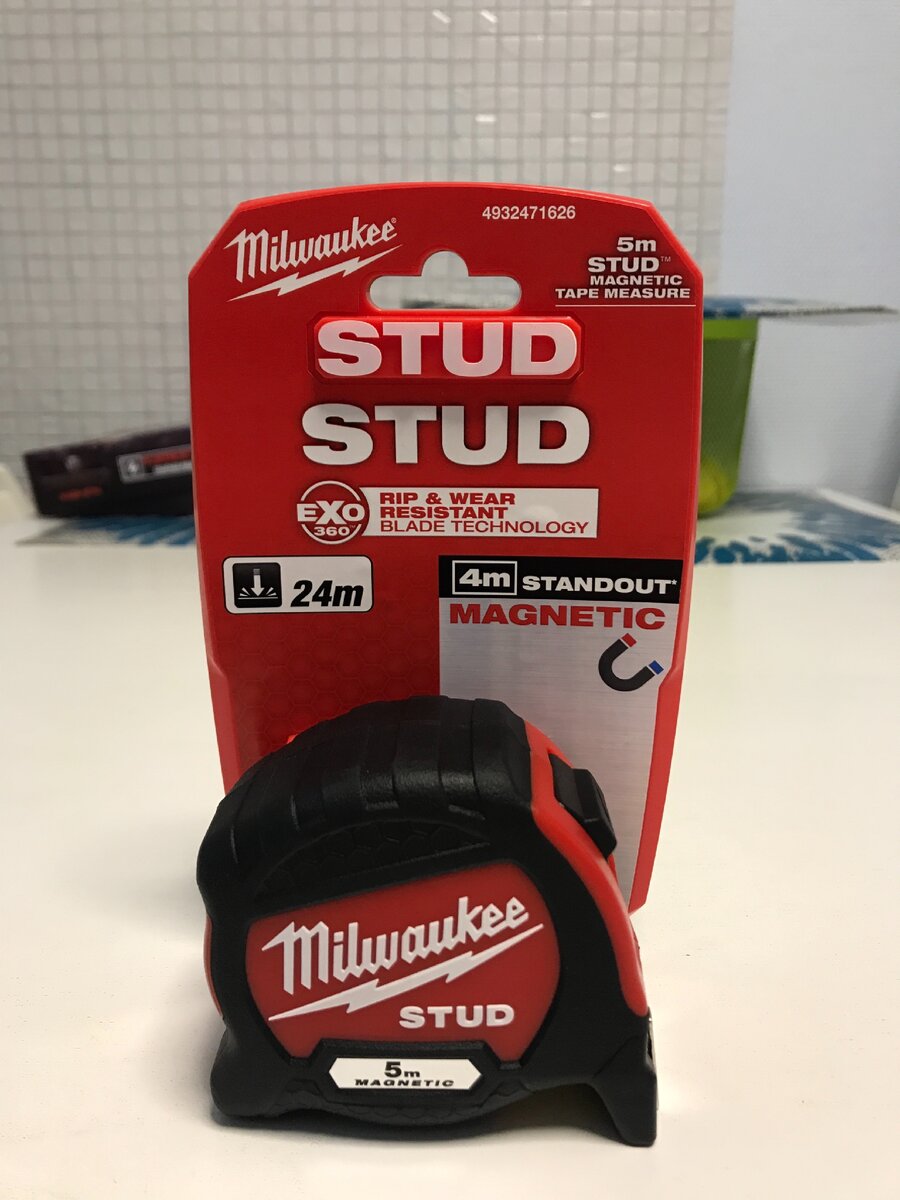 Milwaukee®
4932471626
5m
STUD™
MAGNETIC
TAPE MEASURE
STUD
STUD
EXO
360™
RIP & WEAR
RESISTANT
BLADE TECHNOLOGY
24m
4m STANDOUT*
MAGNETIC
Milwaukee
STUD
5m
MAGNETIC